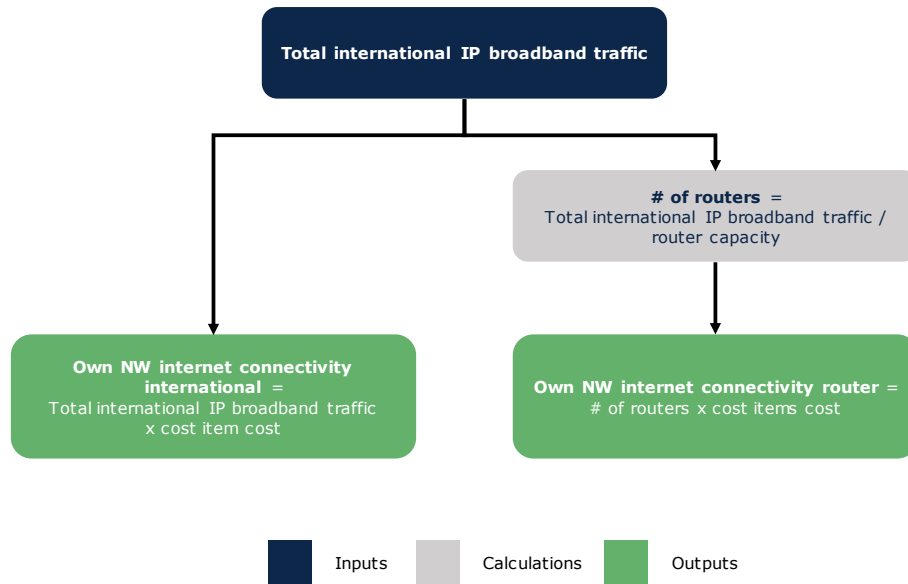 Total international IP broadband traffic
# of routers =
Total international IP broadband traffic /
router capacity
Own NW internet connectivity
international =
Total international IP broadband traffic
x cost item cost
Own NW internet connectivity router =
# of routers x cost items cost
Inputs
Calculations
Outputs